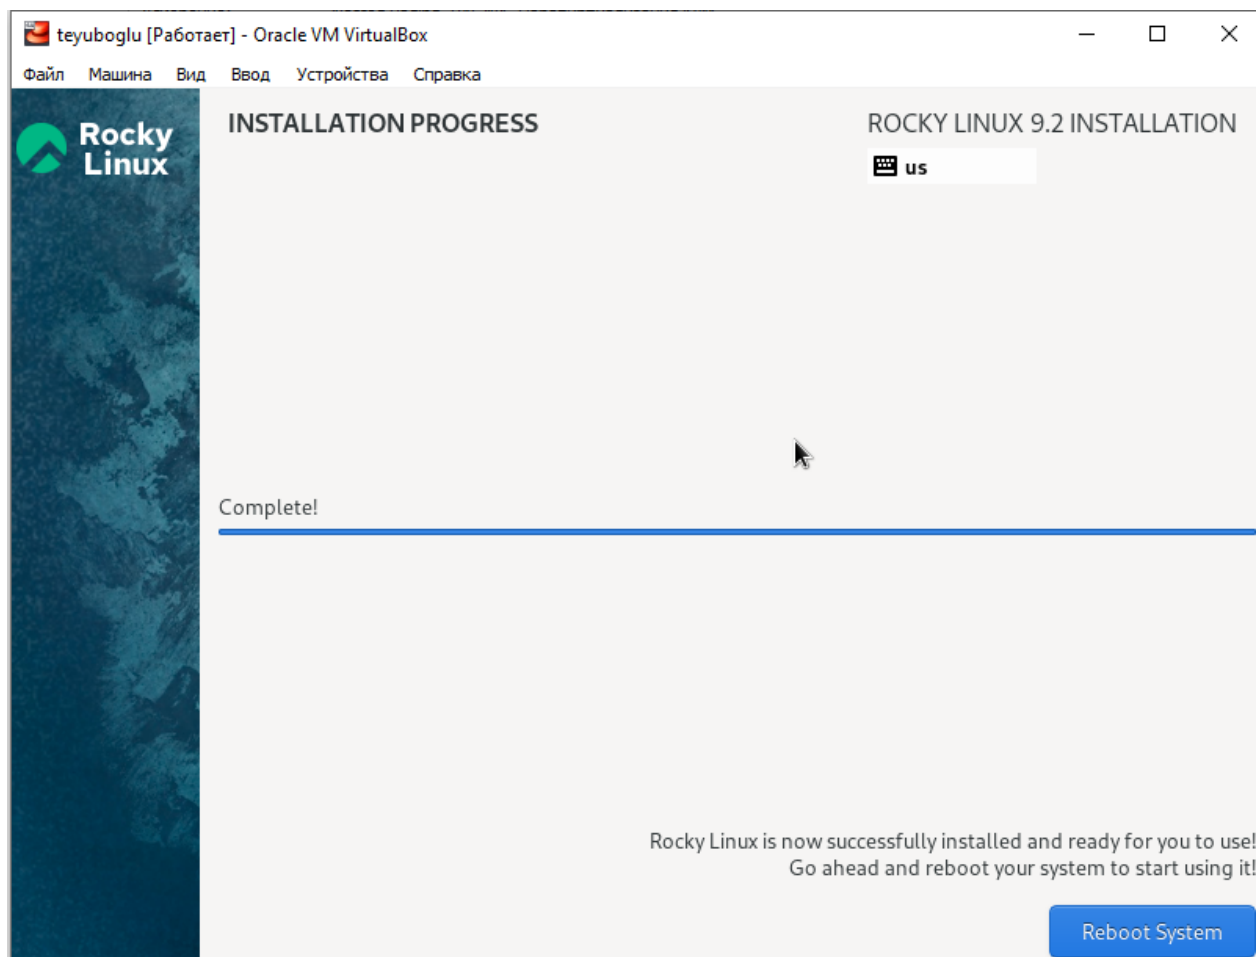 teyuboglu [Работает] - Oracle VM VirtualBox
Файл Машина Вид Ввод Устройства Справка
Rocky
Linux
INSTALLATION PROGRESS
ROCKY LINUX 9.2 INSTALLATION
us
Complete!
Rocky Linux is now successfully installed and ready for you to use!
Go ahead and reboot your system to start using it!
Reboot System